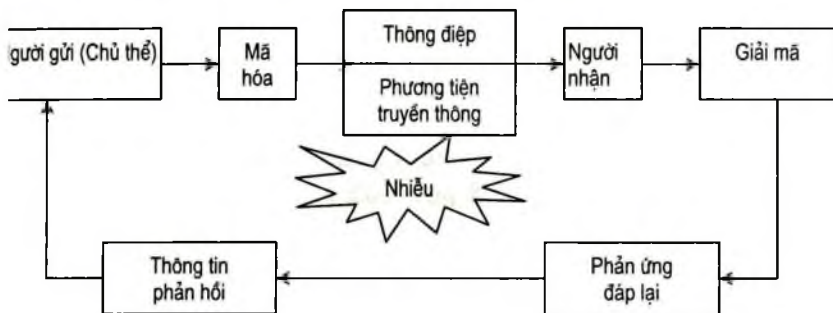 gười gửi (Chủ thể)
Mã
hóa
Thông điệp
Phương tiện
truyền thông
Người
nhận
Giải mã
Nhiễu
Thông tin
phản hồi
Phản ứng
đáp lại